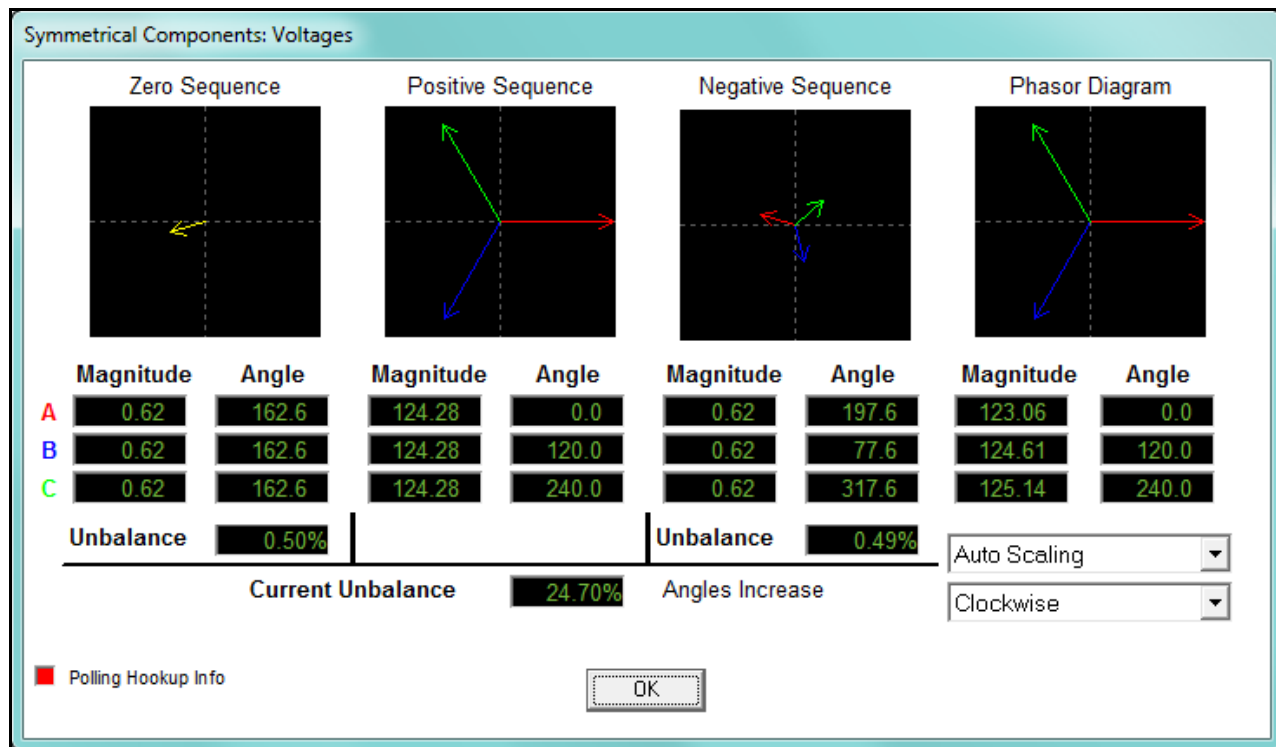 Symmetrical Components: Voltages
Zero Sequence Positive Sequence Negative Sequence Phasor Diagram
Magnitude Angle Magnitude Angle Magnitude Angle Magnitude Angle
A 0.62 162.6 124.28 0.0 0.62 197.6 123.06 0.0
B 0.62 162.6 124.28 120.0 0.62 77.6 124.61 120.0
C 0.62 162.6 124.28 240.0 0.62 317.6 125.14 240.0
Unbalance 0.50% Unbalance 0.49% Auto Scaling
Current Unbalance 24.70% Angles Increase Clockwise
Polling Hookup Info OK